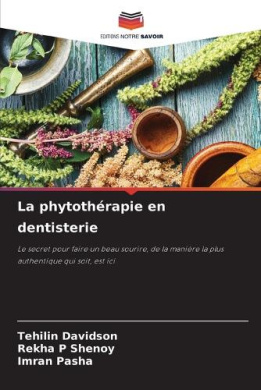 EDITIONS NOTRE SAVOIR
La phytothérapie en
dentisterie
Le secret pour faire un beau sourire, de la manière la plus
authentique qui soit, est ici
Tehilin Davidson
Rekha P Shenoy
Imran Pasha